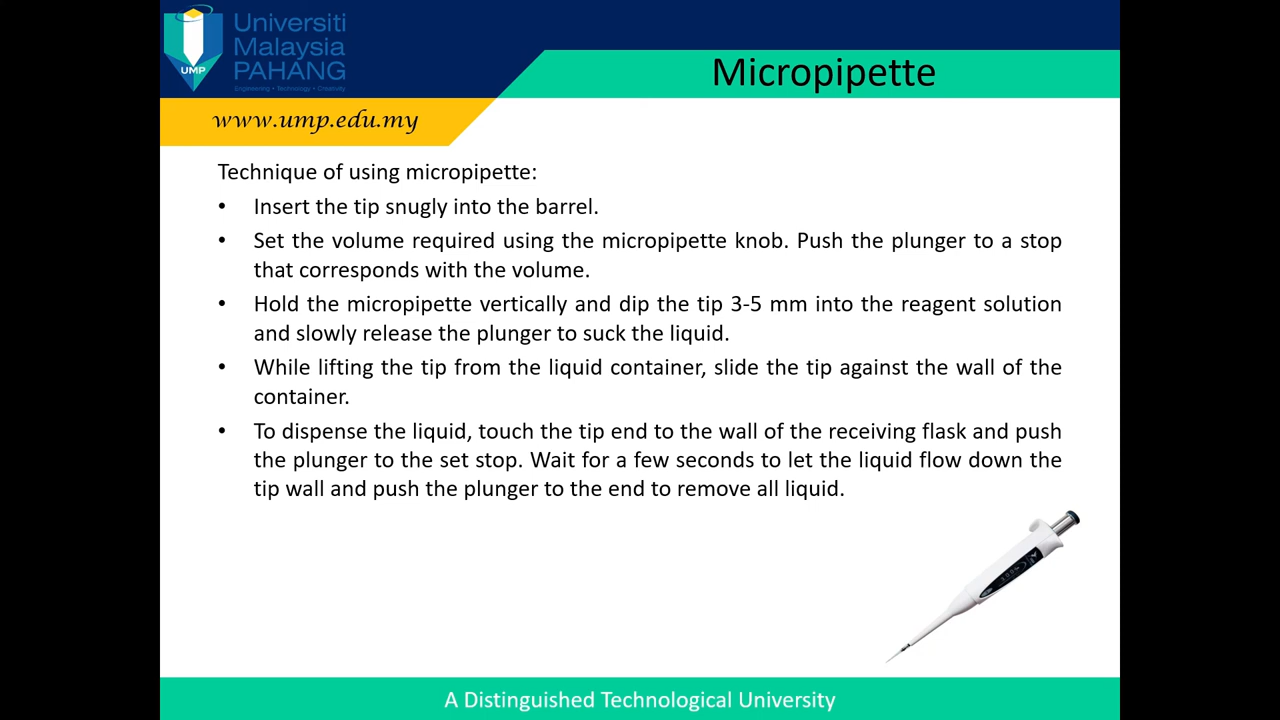 Universiti
Malaysia
PAHANG
UMP
Engineering • Technology • Creativity
Micropipette
www.ump.edu.my
Technique of using micropipette:
• Insert the tip snugly into the barrel.
• Set the volume required using the micropipette knob. Push the plunger to a stop
that corresponds with the volume.
• Hold the micropipette vertically and dip the tip 3-5 mm into the reagent solution
and slowly release the plunger to suck the liquid.
• While lifting the tip from the liquid container, slide the tip against the wall of the
container.
• To dispense the liquid, touch the tip end to the wall of the receiving flask and push
the plunger to the set stop. Wait for a few seconds to let the liquid flow down the
tip wall and push the plunger to the end to remove all liquid.
A Distinguished Technological University